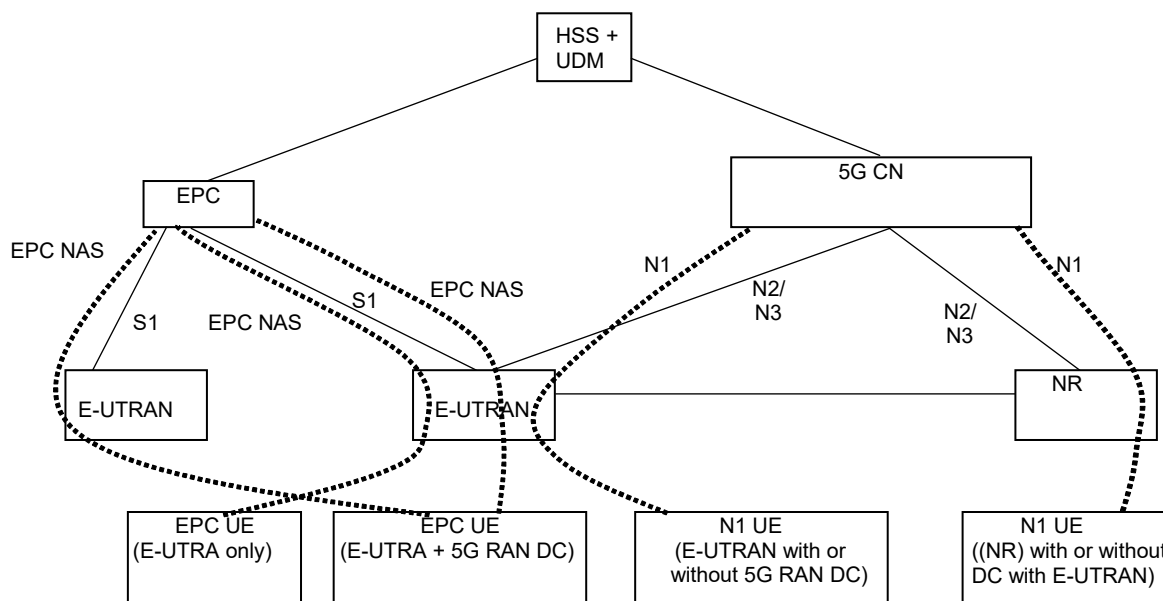 HSS +
UDM
5G CN
EPC
EPC NAS
N1
N1
EPC NAS
S1
N2/
N3
S1
EPC NAS
N2/
N3
E-UTRAN
E-UTRAN
NR
EPC UE
(E-UTRA only)
EPC UE
(E-UTRA + 5G RAN DC)
N1 UE
(E-UTRAN with or
without 5G RAN DC)
N1 UE
((NR) with or without
DC with E-UTRAN)